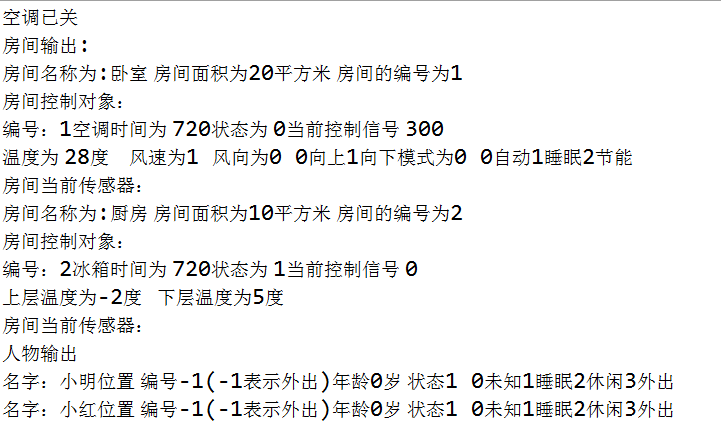 空调已关
房间输出:
房间名称为:卧室 房间面积为20平方米 房间的编号为1
房间控制对象:
编号: 1空调时间为 720状态为 0当前控制信号 300
温度为 28度   风速为1  风向为0  0向上1向下模式为0  0自动1睡眠2节能
房间当前传感器:
房间名称为:厨房 房间面积为10平方米 房间的编号为2
房间控制对象:
编号: 2冰箱时间为 720状态为 1当前控制信号 0
上层温度为-2度   下层温度为5度
房间当前传感器:
人物输出
名字: 小明位置 编号-1(-1表示外出)年龄0岁 状态1  0未知1睡眠2休闲3外出
名字: 小红位置 编号-1(-1表示外出)年龄0岁 状态1  0未知1睡眠2休闲3外出